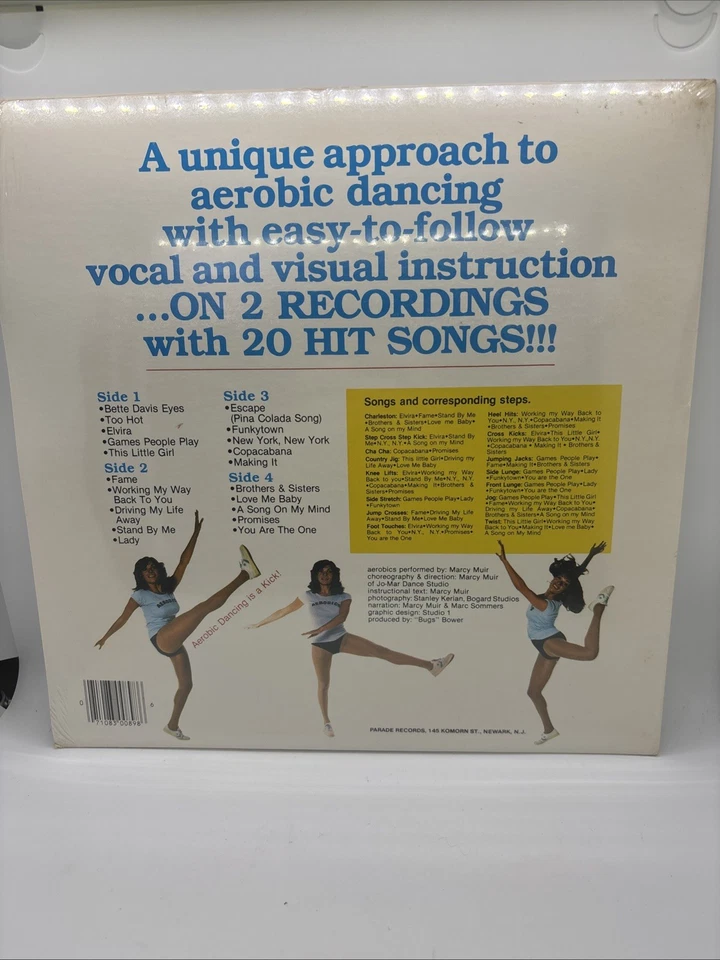 A unique approach to
aerobic dancing
with easy-to-follow
vocal and visual instruction
...ON 2 RECORDINGS
with 20 HIT SONGS!!!
Side 1
•Bette Davis Eyes
•Too Hot
•Elvira
•Games People Play
•This Little Girl
Side 2
•Fame
•Working My Way
Back To You
•Driving My Life
Away
•Stand By Me
•Lady
Side 3
•Escape
(Pina Colada Song)
•Funkytown
•New York, New York
•Copacabana
•Making It
Side 4
•Brothers & Sisters
•Love Me Baby
•A Song On My Mind
•Promises
•You Are The One
Songs and corresponding steps.
Charleston: Elvira•Fame•Stand By Me
•Brothers & Sisters•Love me Baby•
A Song on my Mind
Step Cross Step Kick: Elvira•Stand By
Me•N.Y., N.Y.•A Song on my Mind
Cha Cha: Copacabana•Promises
Country Jig: This Little Girl•Driving my
Life Away•Love Me Baby
Knee Lifts: Elvira•Working my Way
Back to you•Stand By Me•N.Y., N.Y.
•Copacabana•Making It•Brothers &
Sisters•Promises
Side Stretch: Games People Play•Lady
•Funkytown
Jump Crosses: Fame•Driving My Life
Away•Stand By Me•Love Me Baby
Foot Touches: Elvira•Working my Way
Back to You•N.Y., N.Y.•Promises•
You are the One
Heel Hits: Working my Way Back to
You•N.Y., N.Y.•Copacabana•Making It
•Brothers & Sisters•Promises
Cross Kicks: Elvira•This Little Girl•
Working my Way Back to You•N.Y.,N.Y.
•Copacabana•Making It•Brothers &
Sisters
Jumping Jacks: Games People Play•
Fame•Making It•Brothers & Sisters
Side Lunge: Games People Play•Lady
•Funkytown•You are the One
Front Lunge: Games People Play•Lady
•Funkytown•You are the One
Jog: Games People Play•This Little Girl
•Fame•Working My Way Back to You•
Driving my Life Away•Copacabana•
Brothers & Sisters•A Song on my Mind
Twist: This Little Girl•Working my Way
Back to You•Making It•Love me Baby•
A Song on my Mind
aerobics performed by: Marcy Muir
choreography & direction: Marcy Muir
of Jo-Mar Dance Studio
instructional text: Marcy Muir
photography: Stanley Kerian, Bogard Studios
narration: Marcy Muir & Marc Sommers
graphic design: Studio 1
produced by: "Bugs" Bower
Aerobic Dancing is a Kick!
0 71083 00898 6
PARADE RECORDS, 145 KOMORN ST., NEWARK, N.J.